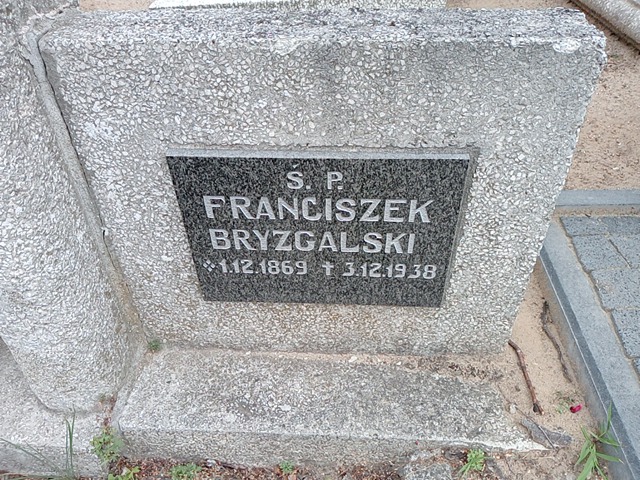 Ś. P.
FRANCISZEK
BRYZGALSKI
* 1.12.1869 † 3.12.1938